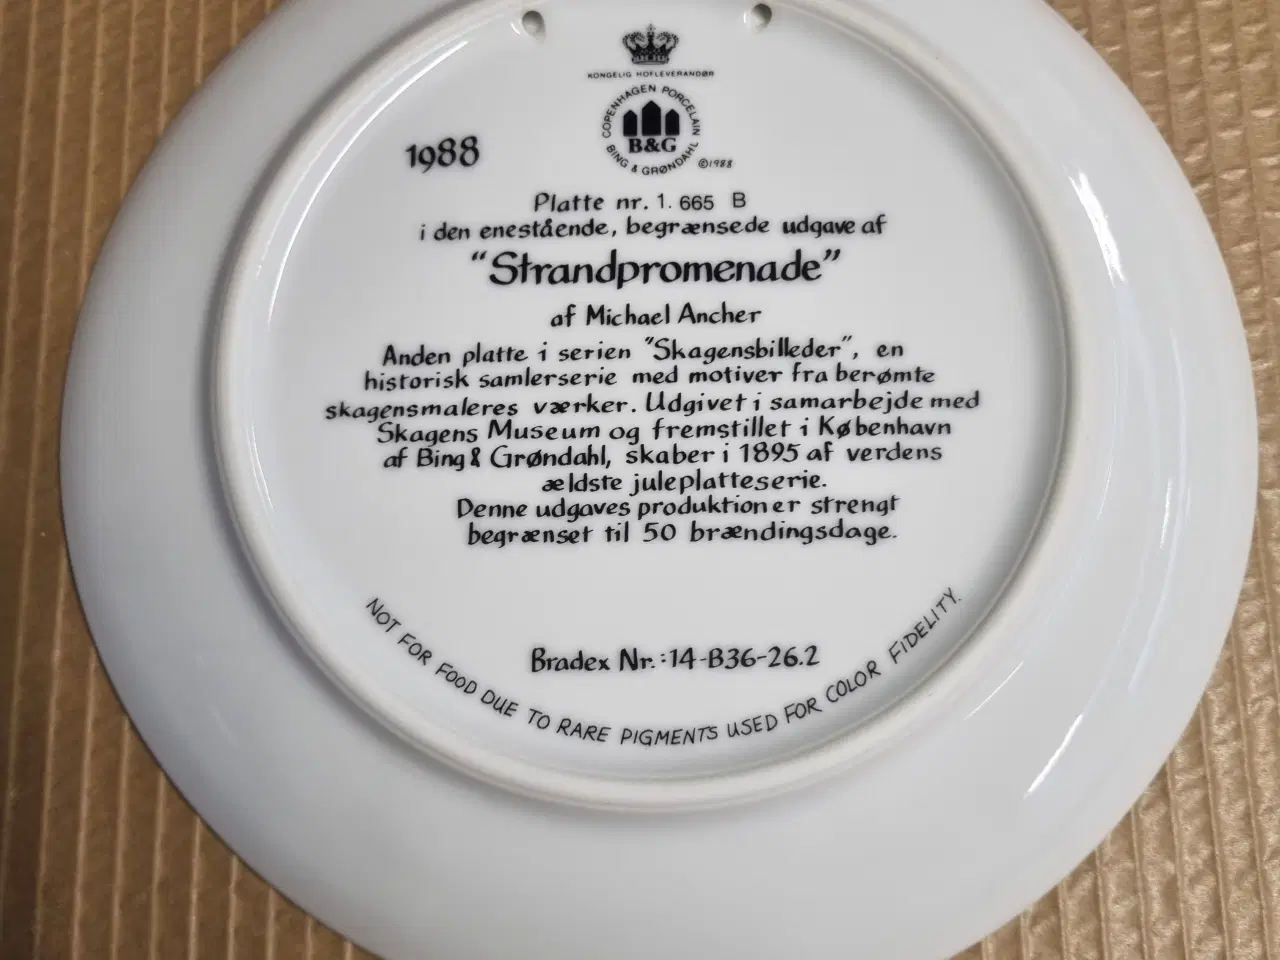 KONGELIG HOFLEVERANDØR
COPENHAGEN PORCELAIN
B&G
BING & GRØNDAHL
©1988
1988
Platte nr. 1. 665 B
i den enestående, begrænsede udgave af
"Strandpromenade"
af Michael Ancher
Anden platte i serien "Skagensbilleder", en
historisk samlerserie med motiver fra berømte
skagensmaleres værker. Udgivet i samarbejde med
Skagens Museum og fremstillet i København
af Bing & Grøndahl, skaber i 1895 af verdens
ældste juleplatteserie.
Denne udgaves produktion er strengt
begrænset til 50 brændingsdage.
Bradex Nr.:14-B36-26.2
NOT FOR FOOD DUE TO RARE PIGMENTS USED FOR COLOR FIDELITY.